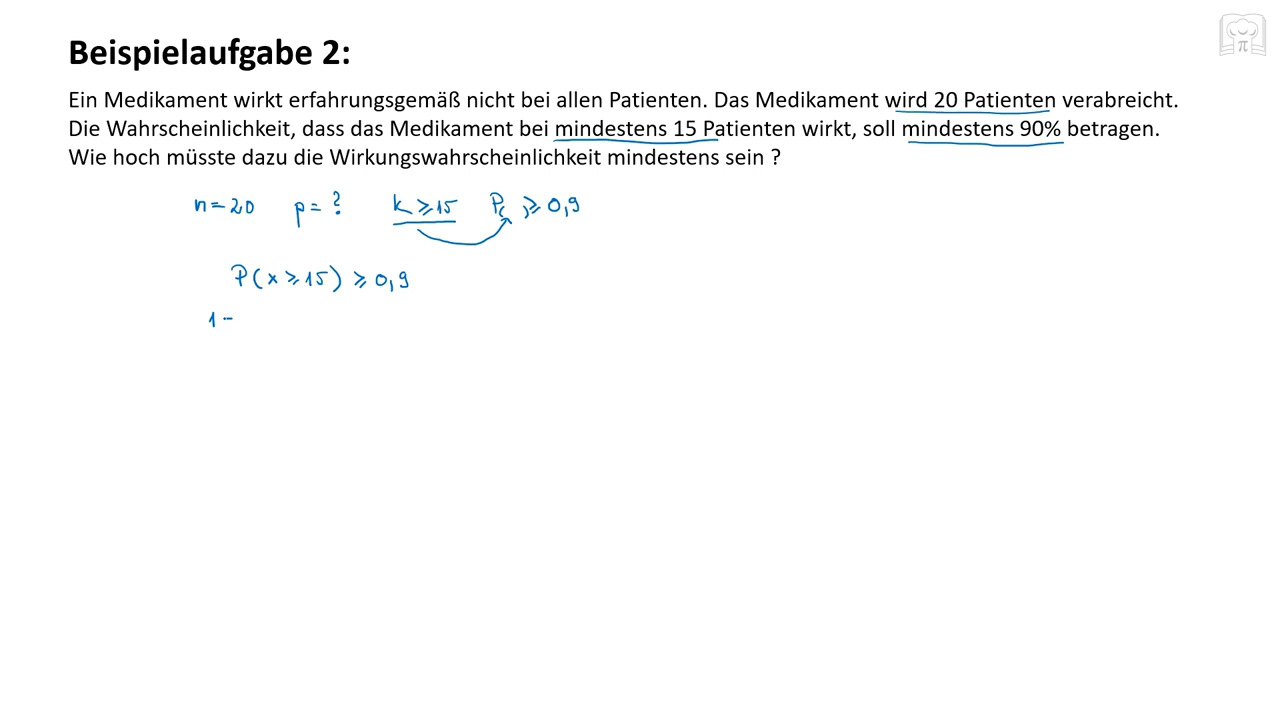 Beispielaufgabe 2:
Ein Medikament wirkt erfahrungsgemäß nicht bei allen Patienten. Das Medikament wird 20 Patienten verabreicht.
Die Wahrscheinlichkeit, dass das Medikament bei mindestens 15 Patienten wirkt, soll mindestens 90% betragen.
Wie hoch müsste dazu die Wirkungswahrscheinlichkeit mindestens sein ?
n=20 p=? k≥15 P( )≥0,9
P(x≥15)≥0,9
1-
π